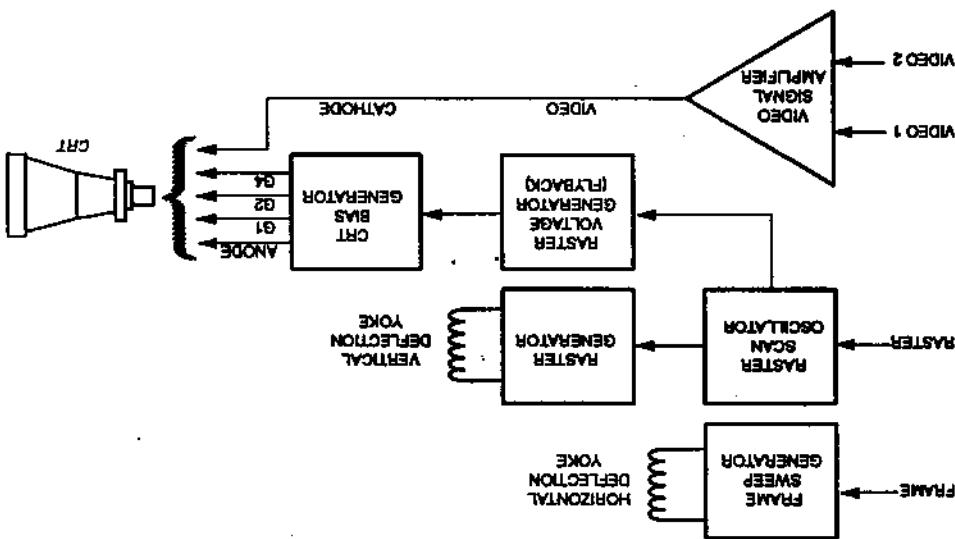 FRAME
FRAME
SWEEP
GENERATOR
HORIZONTAL
DEFLECTION
YOKE
RASTER
RASTER
SCAN
OSCILLATOR
RASTER
GENERATOR
VERTICAL
DEFLECTION
YOKE
RASTER
VOLTAGE
GENERATOR
(FLYBACK)
CRT
BIAS
GENERATOR
ANODE
G1
G2
G4
CRT
VIDEO 1
VIDEO 2
VIDEO
SIGNAL
AMPLIFIER
VIDEO
CATHODE